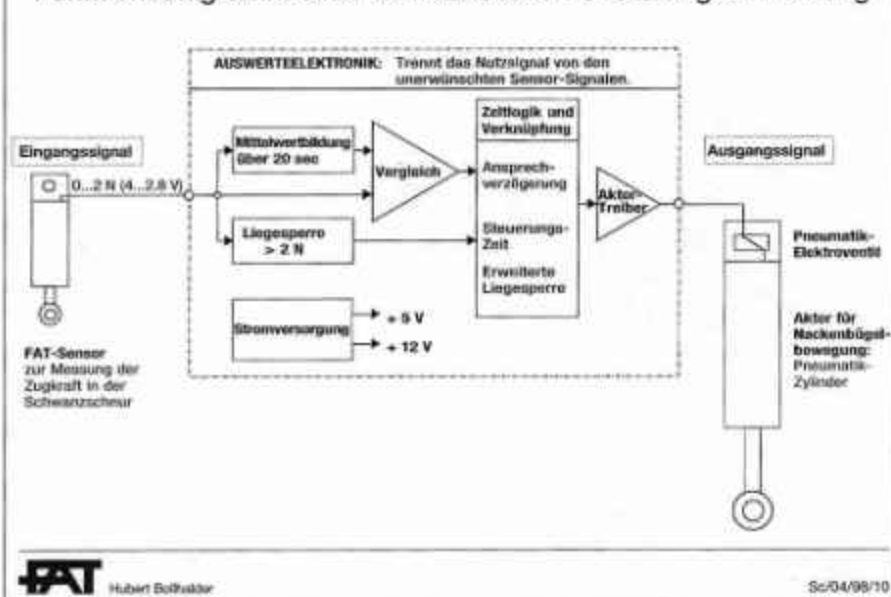 AUSWERTEELEKTRONIK: Trennt das Nutzsignal von den
unerwünschten Sensor-Signalen.
Eingangssignal
0...2 N (4...2,8 V)
Mittelwertbildung
über 20 sec
Vergleich
Liegesperre
> 2 N
Stromversorgung
+ 5 V
+ 12 V
Zeitlogik und
Verknüpfung
Ansprech-
verzögerung
Steuerungs-
Zeit
Erweiterte
Liegesperre
Aktor-
Treiber
Ausgangssignal
Pneumatik-
Elektroventil
Aktor für
Nackenbügel-
bewegung:
Pneumatik-
Zylinder
FAT-Sensor
zur Messung der
Zugkraft in der
Schwanzschnur
FAT
Hubert Bollhalder
Sc/04/98/10